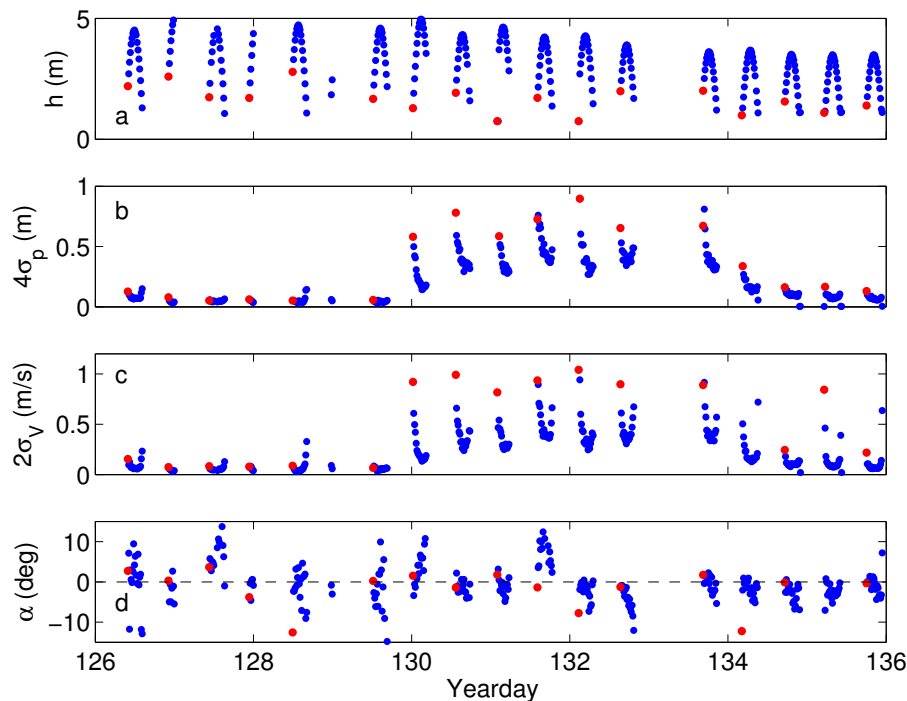 5
h (m)
0
a
1
4σp (m)
0.5
0
b
1
2σV (m/s)
0.5
0
c
10
α (deg)
0
−10
d
126 128 130 132 134 136
Yearday